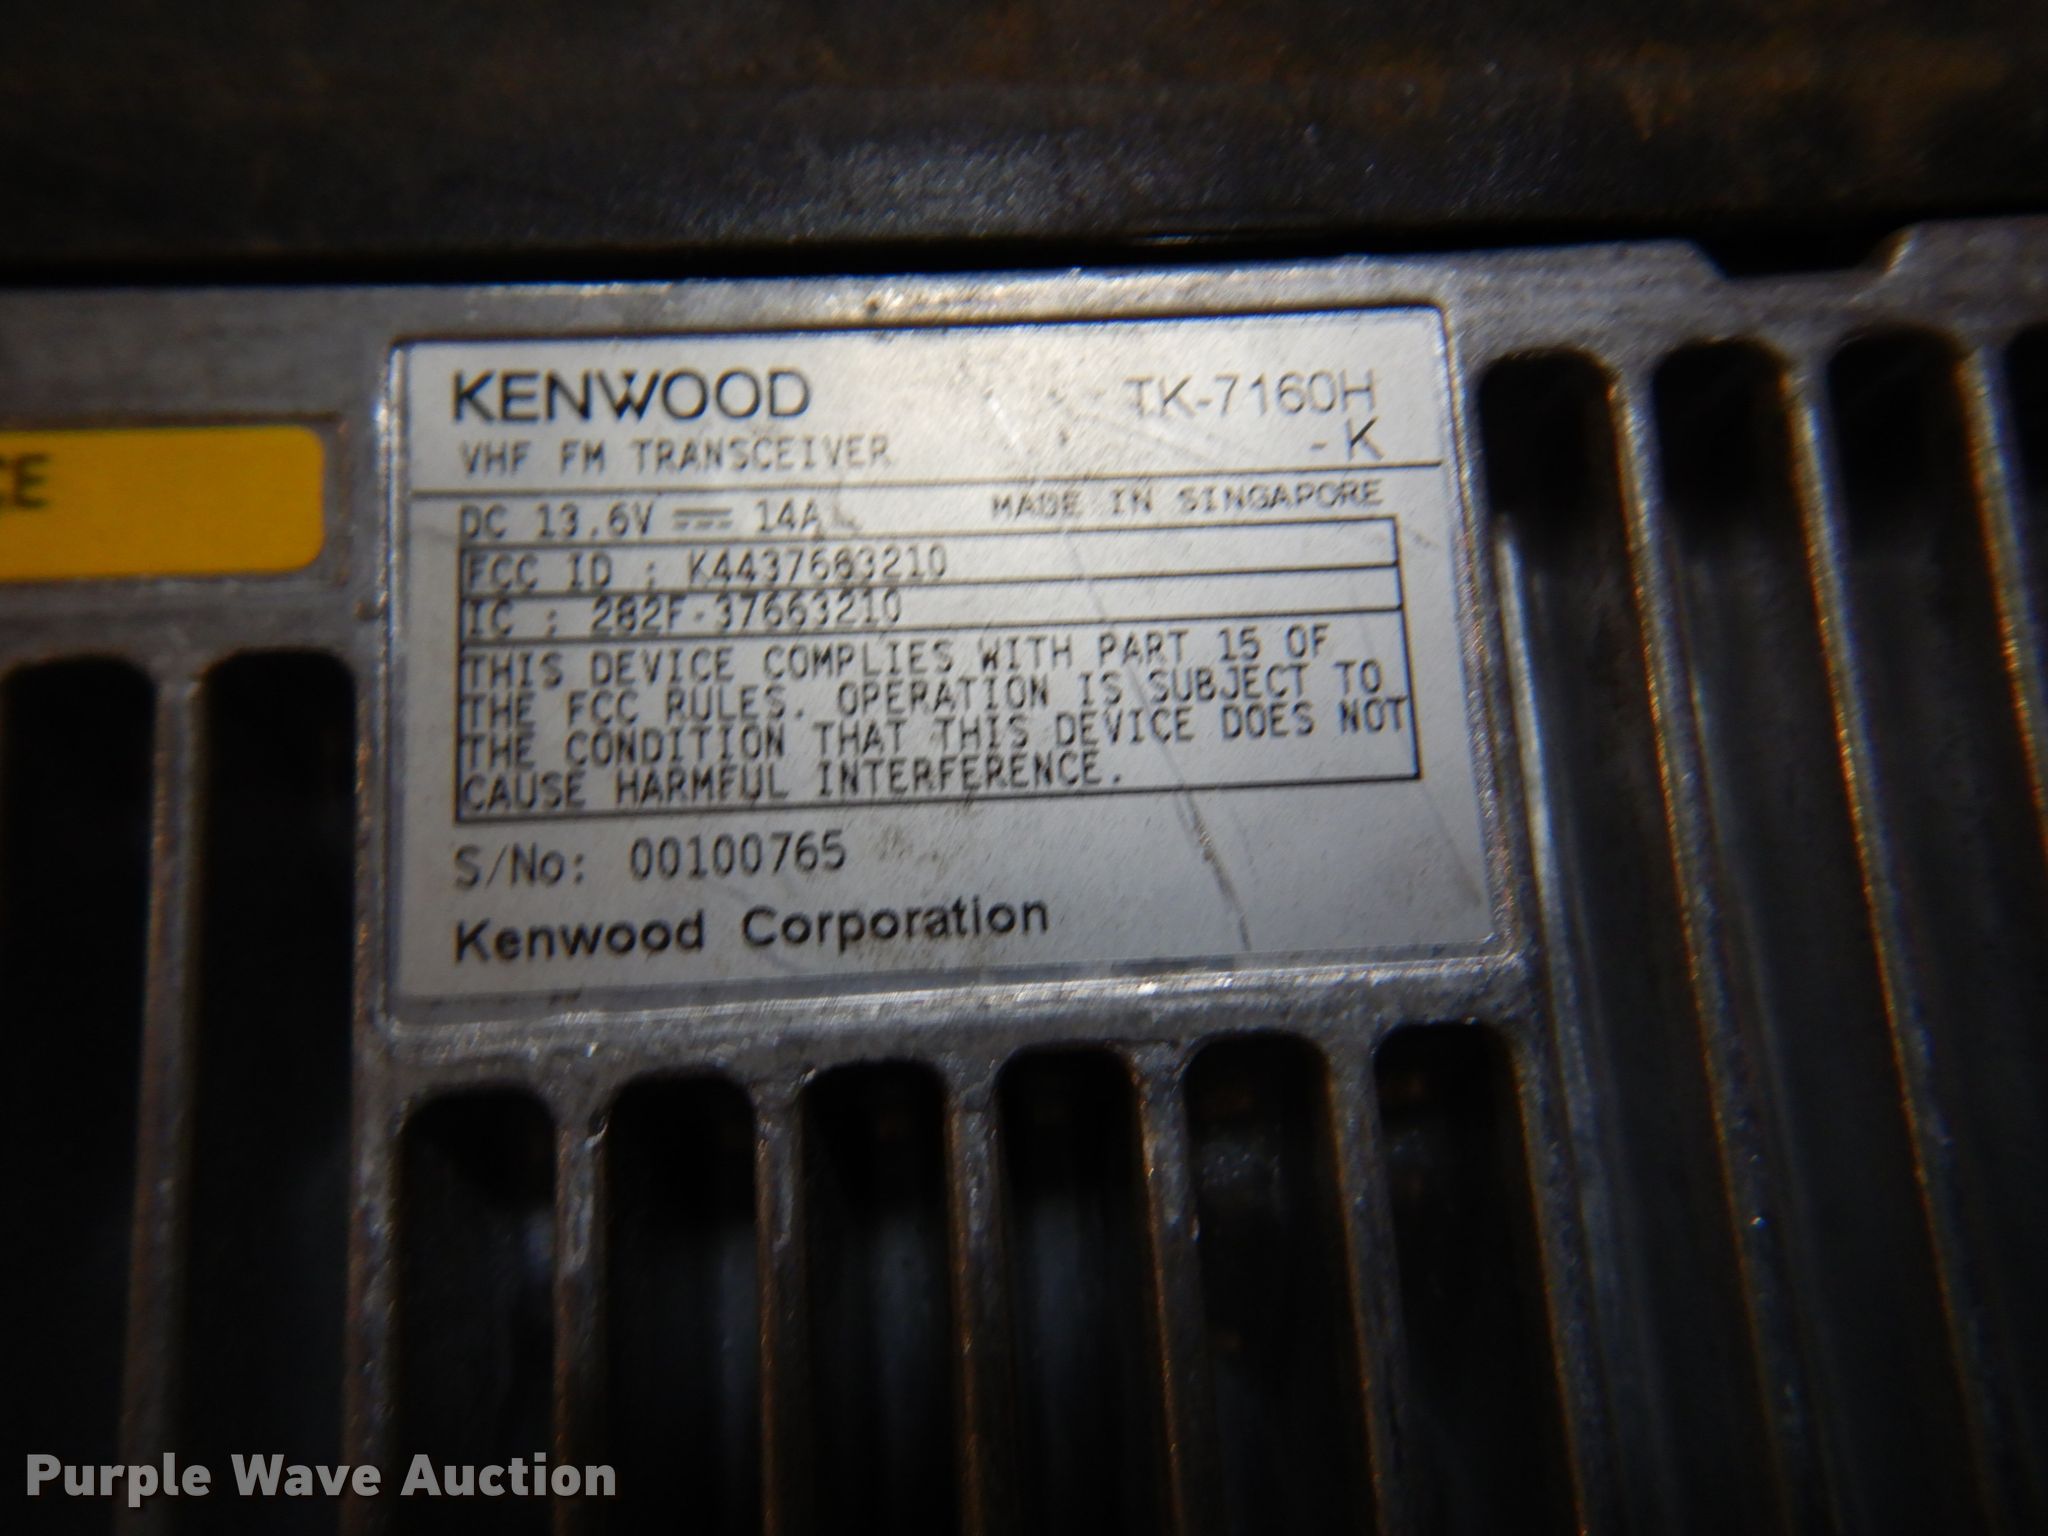 KENWOOD TK-7160H
VHF FM TRANSCEIVER -K
DC 13.6V 14A MADE IN SINGAPORE
FCC ID : K4437663210
IC : 282F-37663210
THIS DEVICE COMPLIES WITH PART 15 OF
THE FCC RULES. OPERATION IS SUBJECT TO
THE CONDITION THAT THIS DEVICE DOES NOT
CAUSE HARMFUL INTERFERENCE.
S/No: 00100765
Kenwood Corporation
CE
Purple Wave Auction